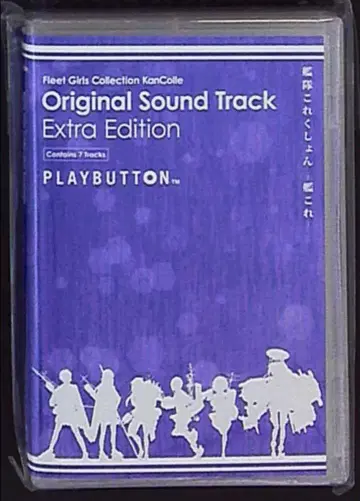 Fleet Girls Collection KanColle
Original Sound Track
Extra Edition
Contains 7 Tracks
PLAYBUTTON™
艦隊これくしょん -艦これ-